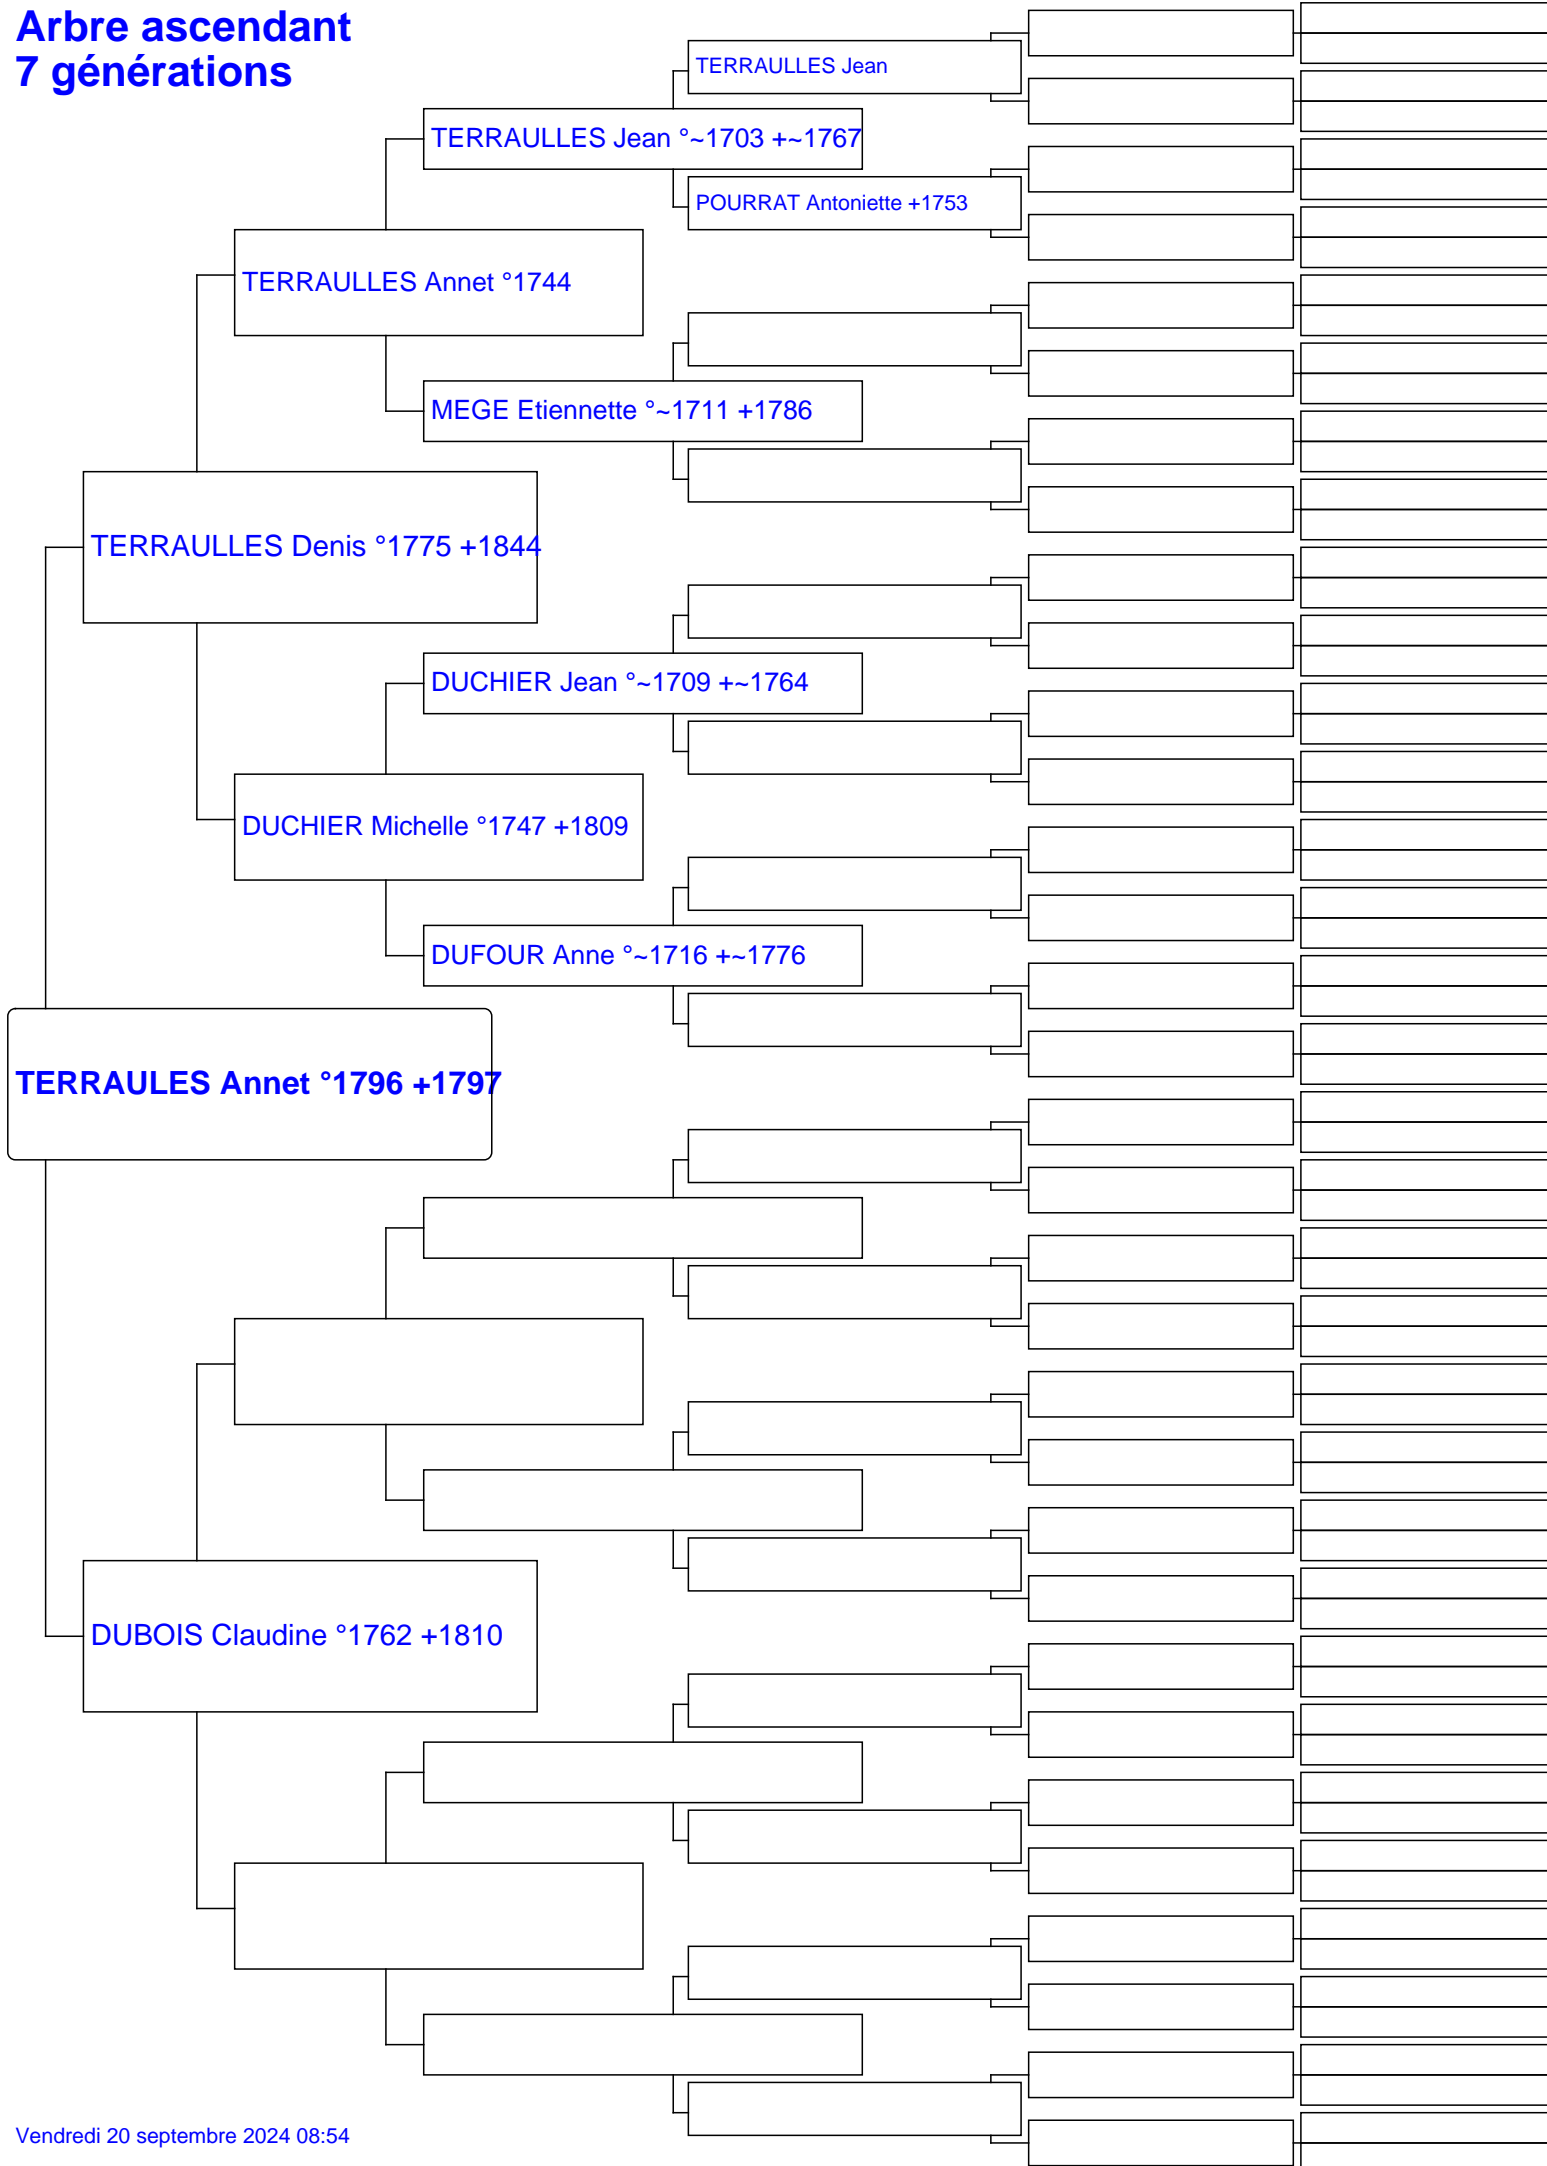 Arbre ascendant
7 générations
TERRAULLES Jean
TERRAULLES Jean °~1703 +~1767
POURRAT Antoniette +1753
TERRAULLES Annet °1744
MEGE Etiennette °~1711 +1786
TERRAULLES Denis °1775 +1844
DUCHIER Jean °~1709 +~1764
DUCHIER Michelle °1747 +1809
DUFOUR Anne °~1716 +~1776
TERRAULES Annet °1796 +1797
DUBOIS Claudine °1762 +1810
Vendredi 20 septembre 2024 08:54